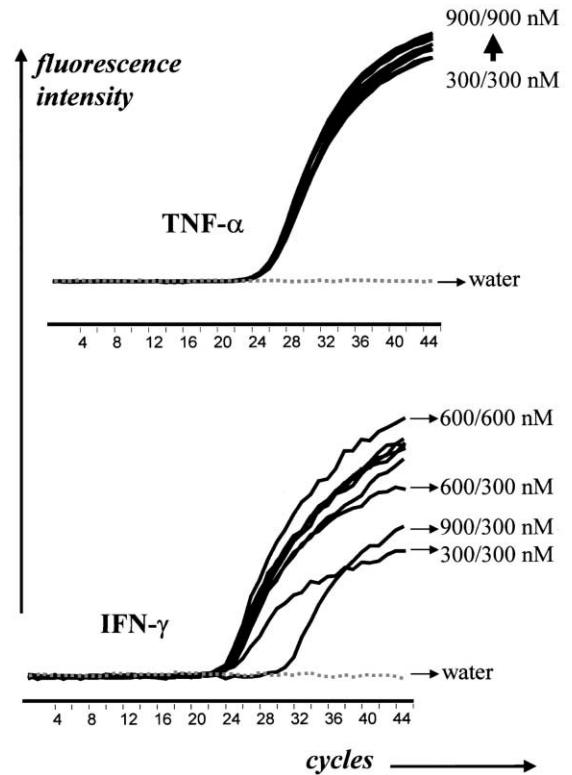 900/900 nM
fluorescence
intensity
300/300 nM
TNF-α
water
4 8 12 16 20 24 28 32 36 40 44
600/600 nM
600/300 nM
900/300 nM
300/300 nM
IFN-γ
water
4 8 12 16 20 24 28 32 36 40 44
cycles